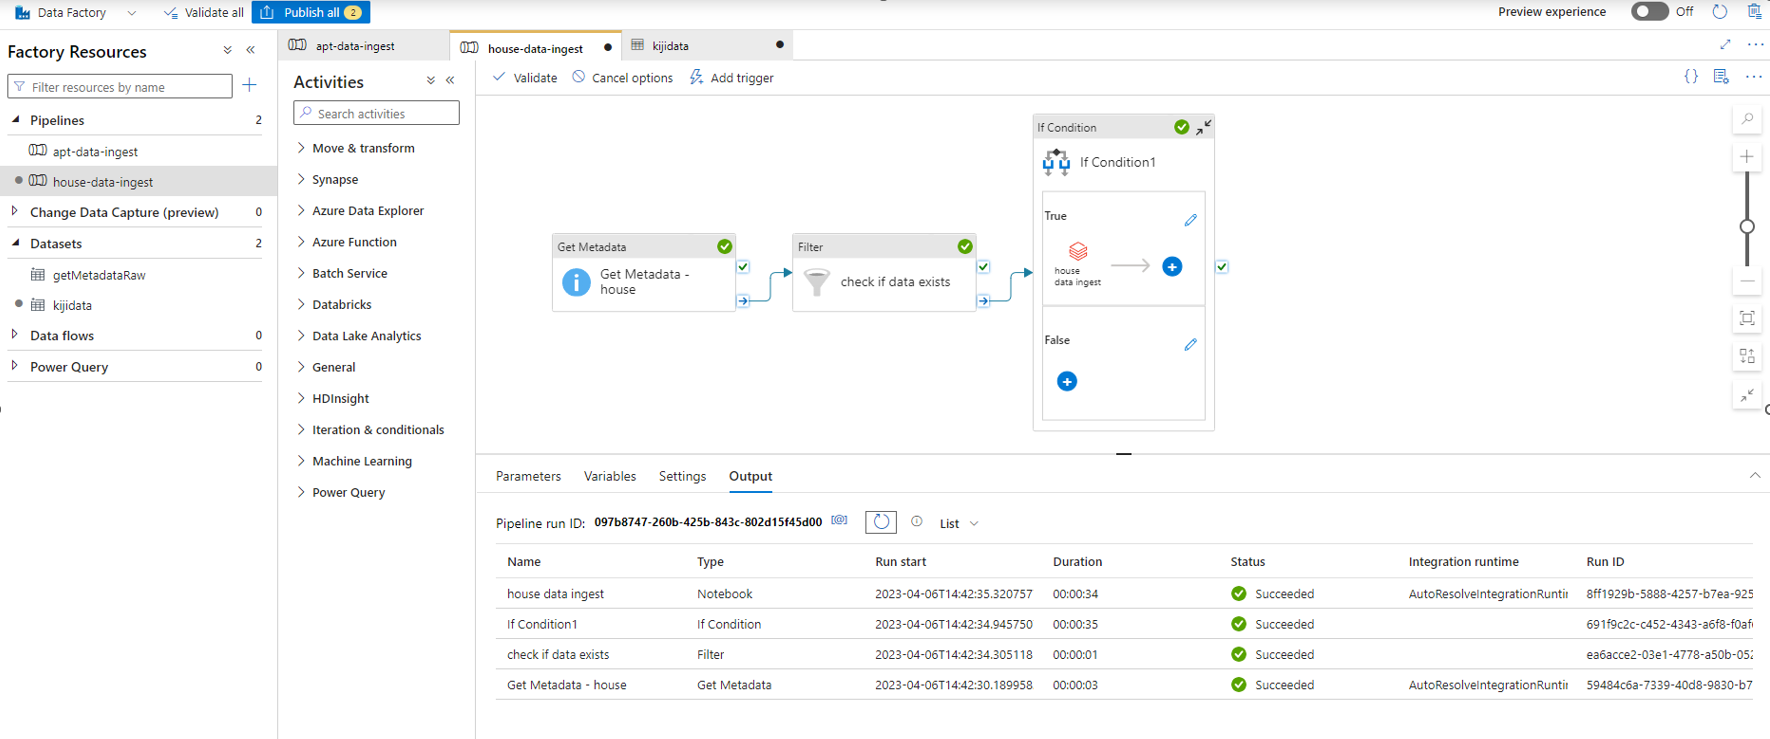 Data Factory
Validate all
Publish all 2
Preview experience
Off
Factory Resources
Filter resources by name
Pipelines 2
apt-data-ingest
house-data-ingest
Change Data Capture (preview) 0
Datasets 2
getMetadataRaw
kijidata
Data flows 0
Power Query 0
apt-data-ingest
house-data-ingest
kijidata
Activities
Search activities
Move & transform
Synapse
Azure Data Explorer
Azure Function
Batch Service
Databricks
Data Lake Analytics
General
HDInsight
Iteration & conditionals
Machine Learning
Power Query
Validate
Cancel options
Add trigger
{}
Get Metadata
Get Metadata -
house
Filter
check if data exists
If Condition
If Condition1
True
house
data ingest
False
Parameters Variables Settings Output
Pipeline run ID: 097b8747-260b-425b-843c-802d15f45d00 [@] List
Name Type Run start Duration Status Integration runtime Run ID
house data ingest Notebook 2023-04-06T14:42:35.320757 00:00:34 Succeeded AutoResolveIntegrationRuntin 8ff1929b-5888-4257-b7ea-925
If Condition1 If Condition 2023-04-06T14:42:34.945750 00:00:35 Succeeded 691f9c2c-c452-4343-a6f8-f0af
check if data exists Filter 2023-04-06T14:42:34.305118 00:00:01 Succeeded ea6acce2-03e1-4778-a50b-052
Get Metadata - house Get Metadata 2023-04-06T14:42:30.189958 00:00:03 Succeeded AutoResolveIntegrationRuntin 59484c6a-7339-40d8-9830-b7